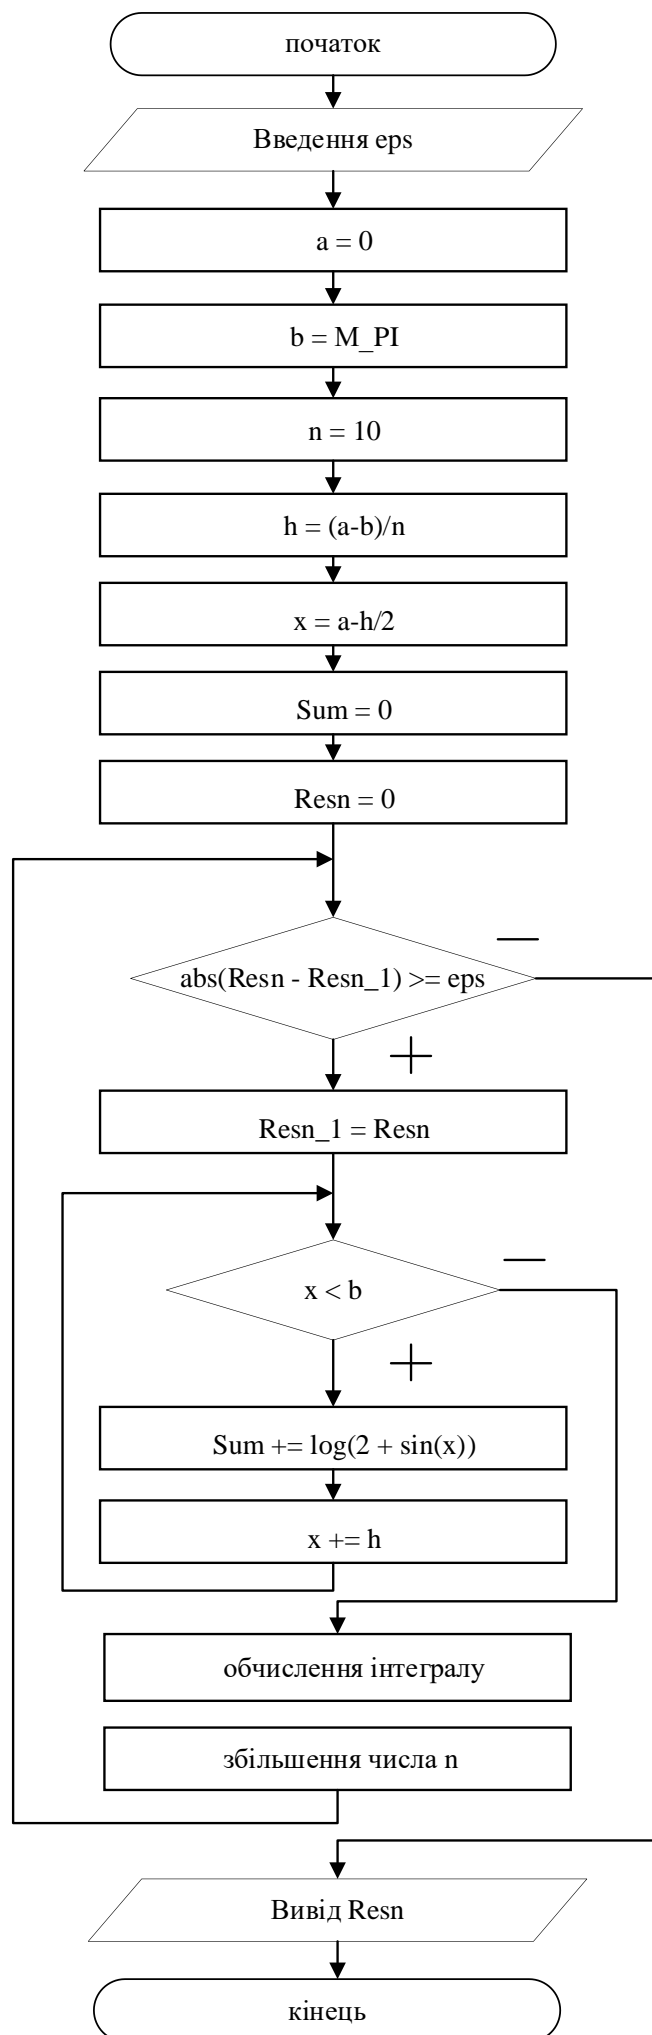 початок
Введення eps
a = 0
b = M_PI
n = 10
h = (a-b)/n
x = a-h/2
Sum = 0
Resn = 0
abs(Resn - Resn_1) >= eps
Resn_1 = Resn
x < b
Sum += log(2 + sin(x))
x += h
обчислення інтегралу
збільшення числа n
Вивід Resn
кінець